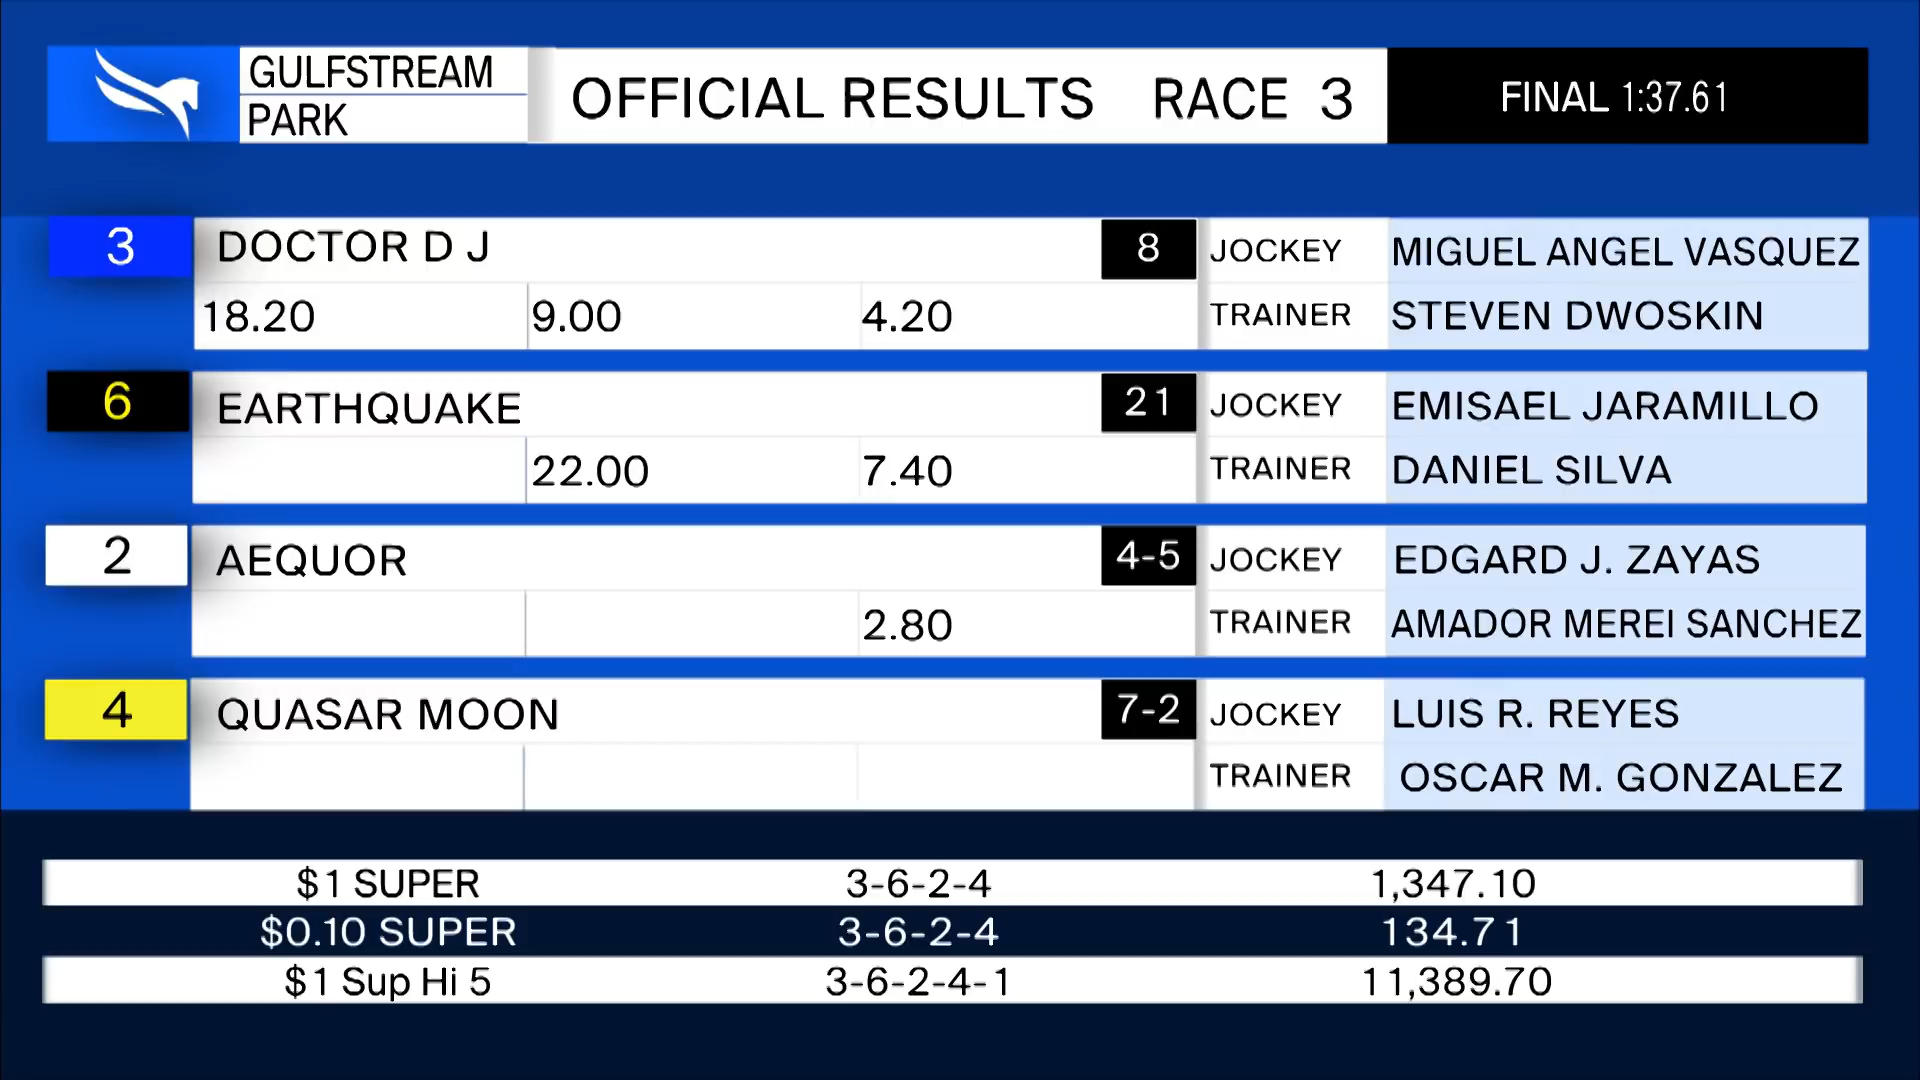 GULFSTREAM
PARK
OFFICIAL RESULTS RACE 3
FINAL 1:37.61
3 DOCTOR D J 8 JOCKEY MIGUEL ANGEL VASQUEZ
18.20 9.00 4.20 TRAINER STEVEN DWOSKIN
6 EARTHQUAKE 21 JOCKEY EMISAEL JARAMILLO
22.00 7.40 TRAINER DANIEL SILVA
2 AEQUOR 4-5 JOCKEY EDGARD J. ZAYAS
2.80 TRAINER AMADOR MEREI SANCHEZ
4 QUASAR MOON 7-2 JOCKEY LUIS R. REYES
TRAINER OSCAR M. GONZALEZ
$1 SUPER 3-6-2-4 1,347.10
$0.10 SUPER 3-6-2-4 134.71
$1 Sup Hi 5 3-6-2-4-1 11,389.70